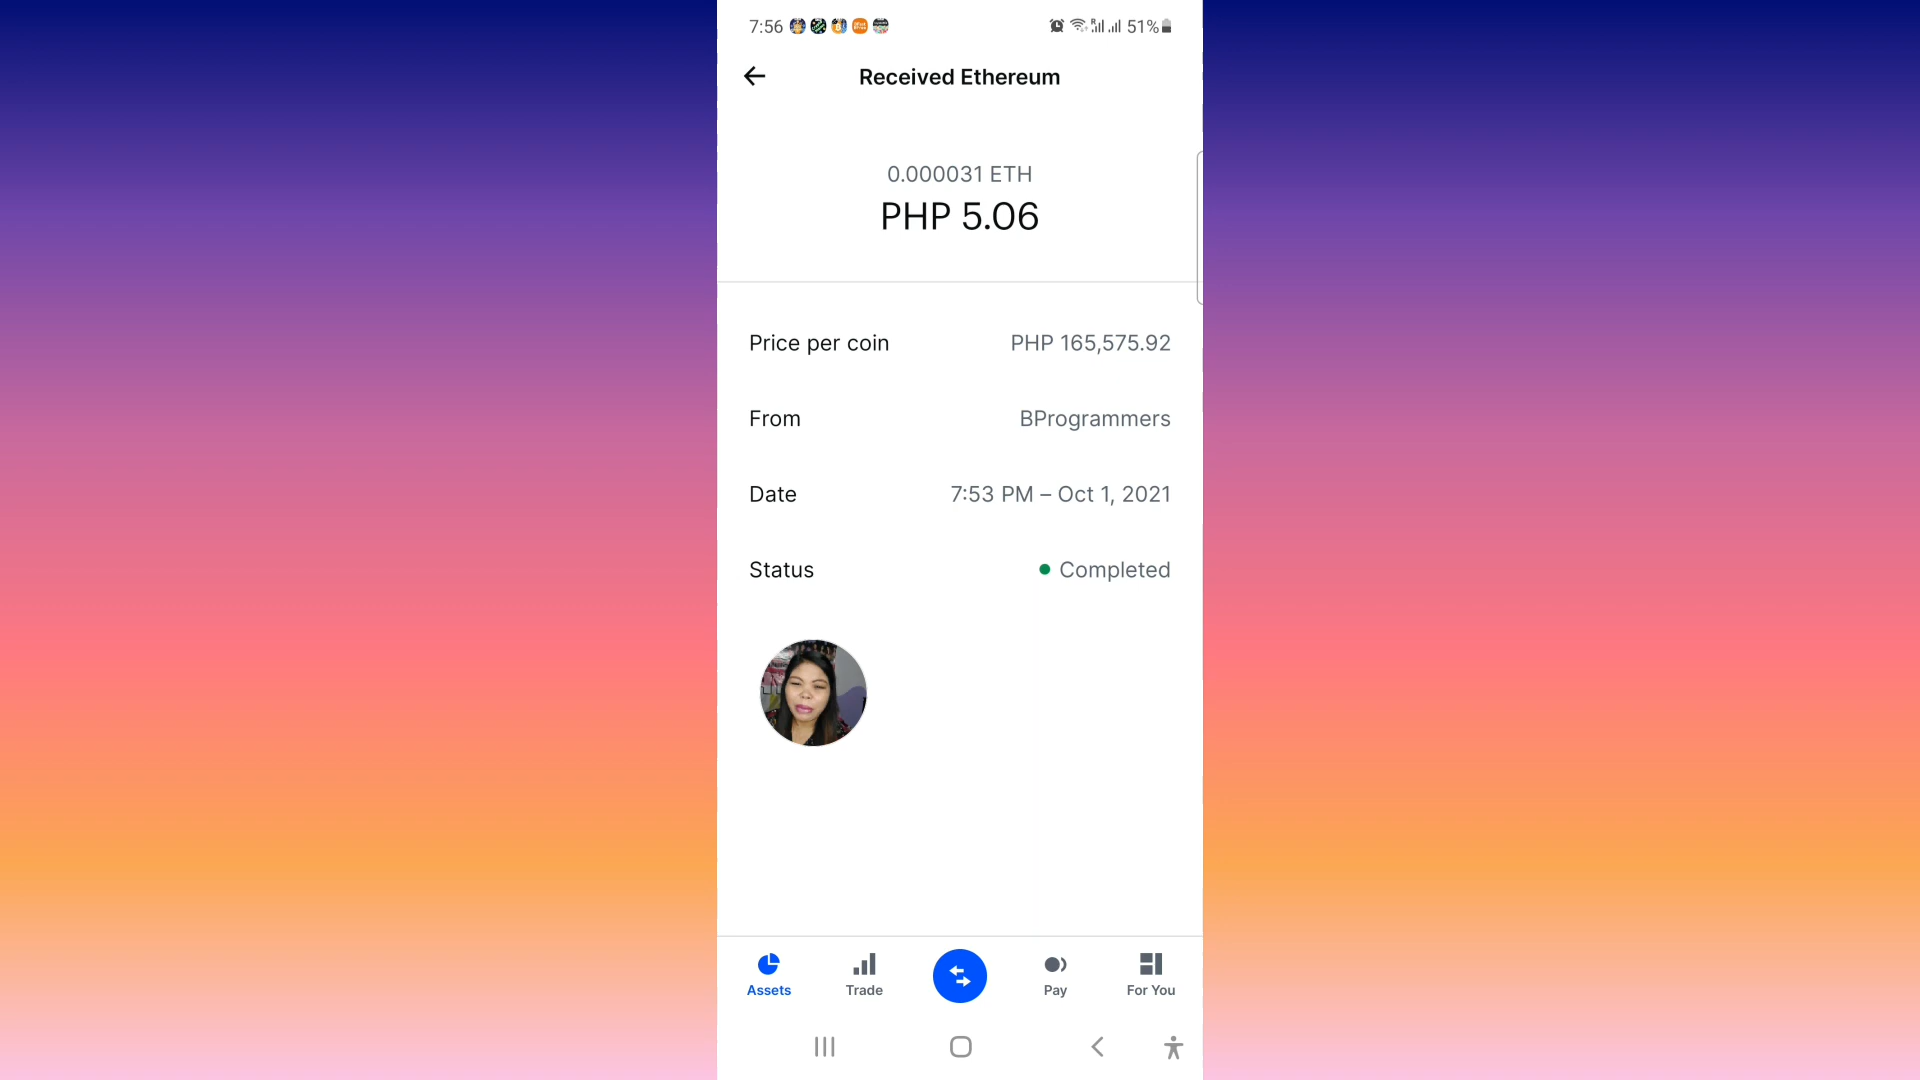 7:56 51%
Received Ethereum
0.000031 ETH
PHP 5.06
Price per coin PHP 165,575.92
From BProgrammers
Date 7:53 PM – Oct 1, 2021
Status Completed
Assets Trade Pay For You